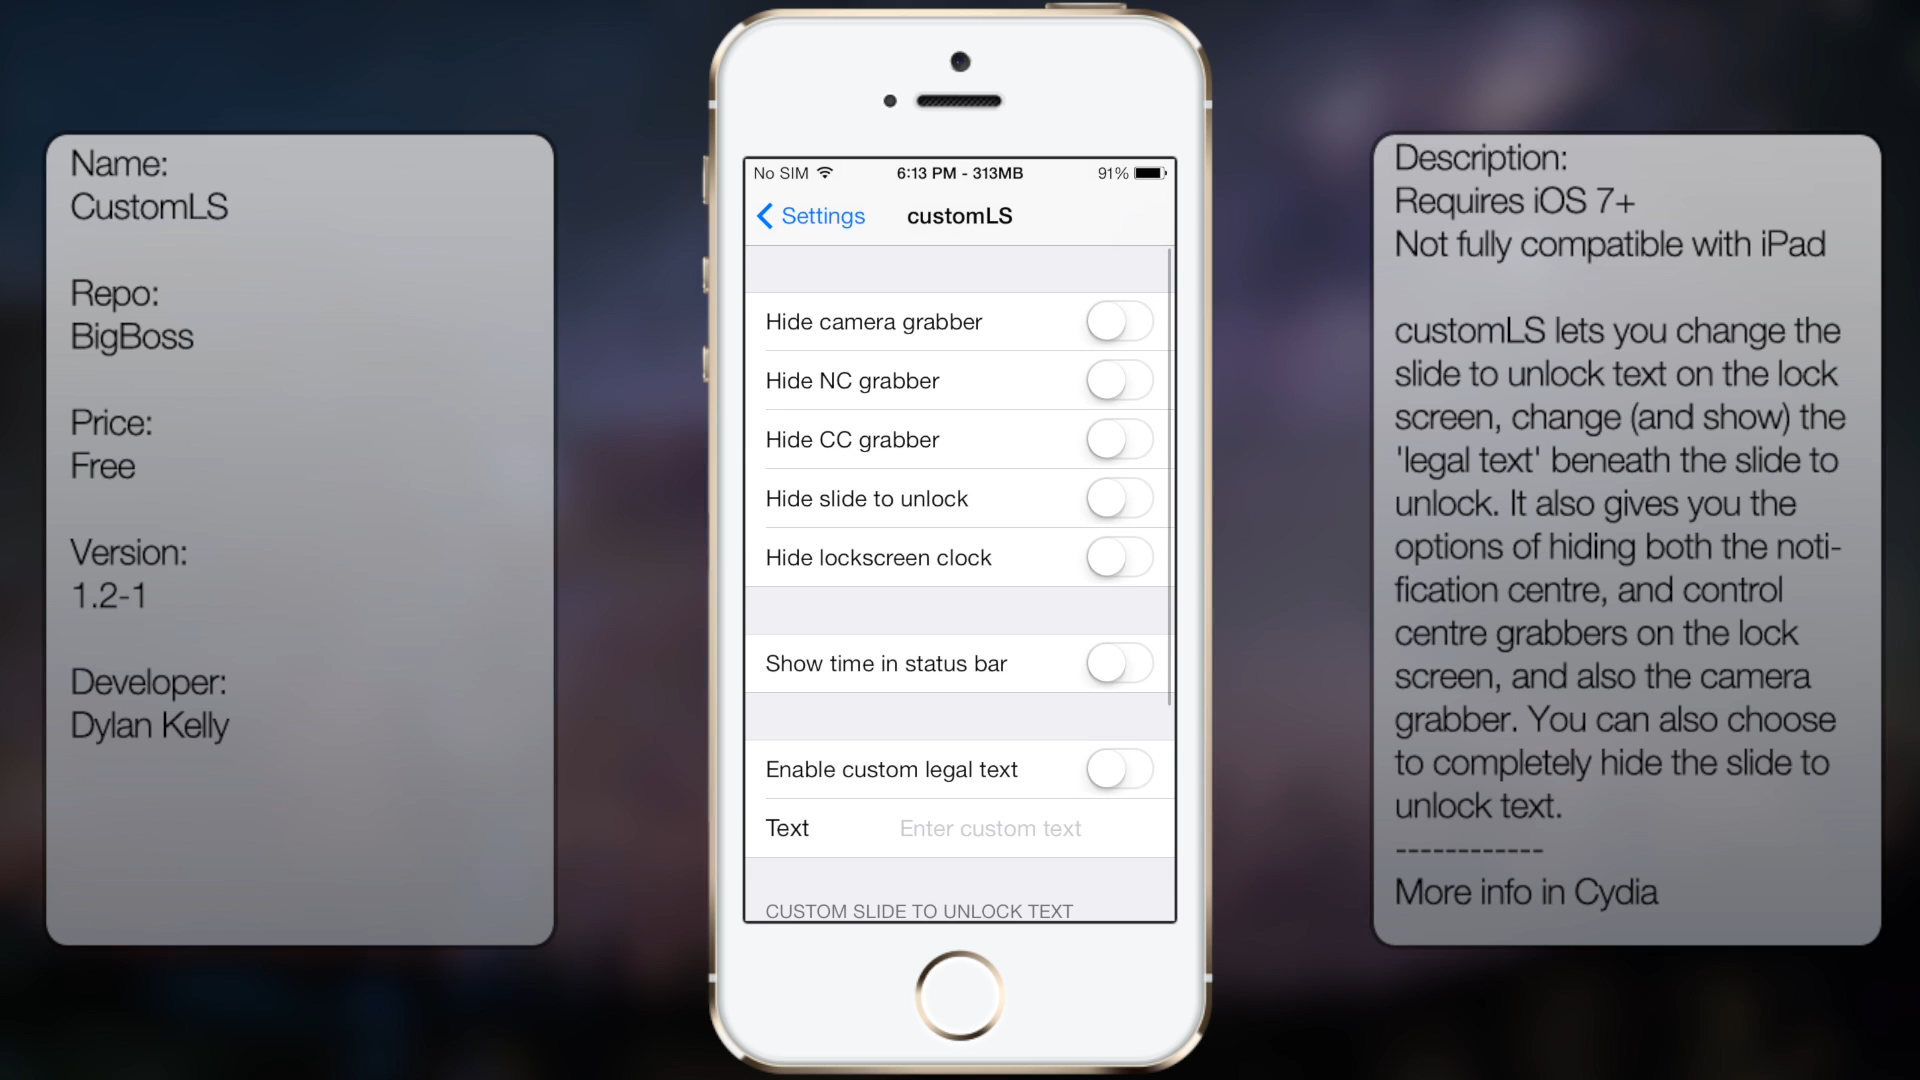 Name:
CustomLS
Repo:
BigBoss
Price:
Free
Version:
1.2-1
Developer:
Dylan Kelly
No SIM 6:13 PM - 313MB 91%
Settings customLS
Hide camera grabber
Hide NC grabber
Hide CC grabber
Hide slide to unlock
Hide lockscreen clock
Show time in status bar
Enable custom legal text
Text Enter custom text
CUSTOM SLIDE TO UNLOCK TEXT
Description:
Requires iOS 7+
Not fully compatible with iPad
customLS lets you change the
slide to unlock text on the lock
screen, change (and show) the
'legal text' beneath the slide to
unlock. It also gives you the
options of hiding both the noti-
fication centre, and control
centre grabbers on the lock
screen, and also the camera
grabber. You can also choose
to completely hide the slide to
unlock text.
------------
More info in Cydia